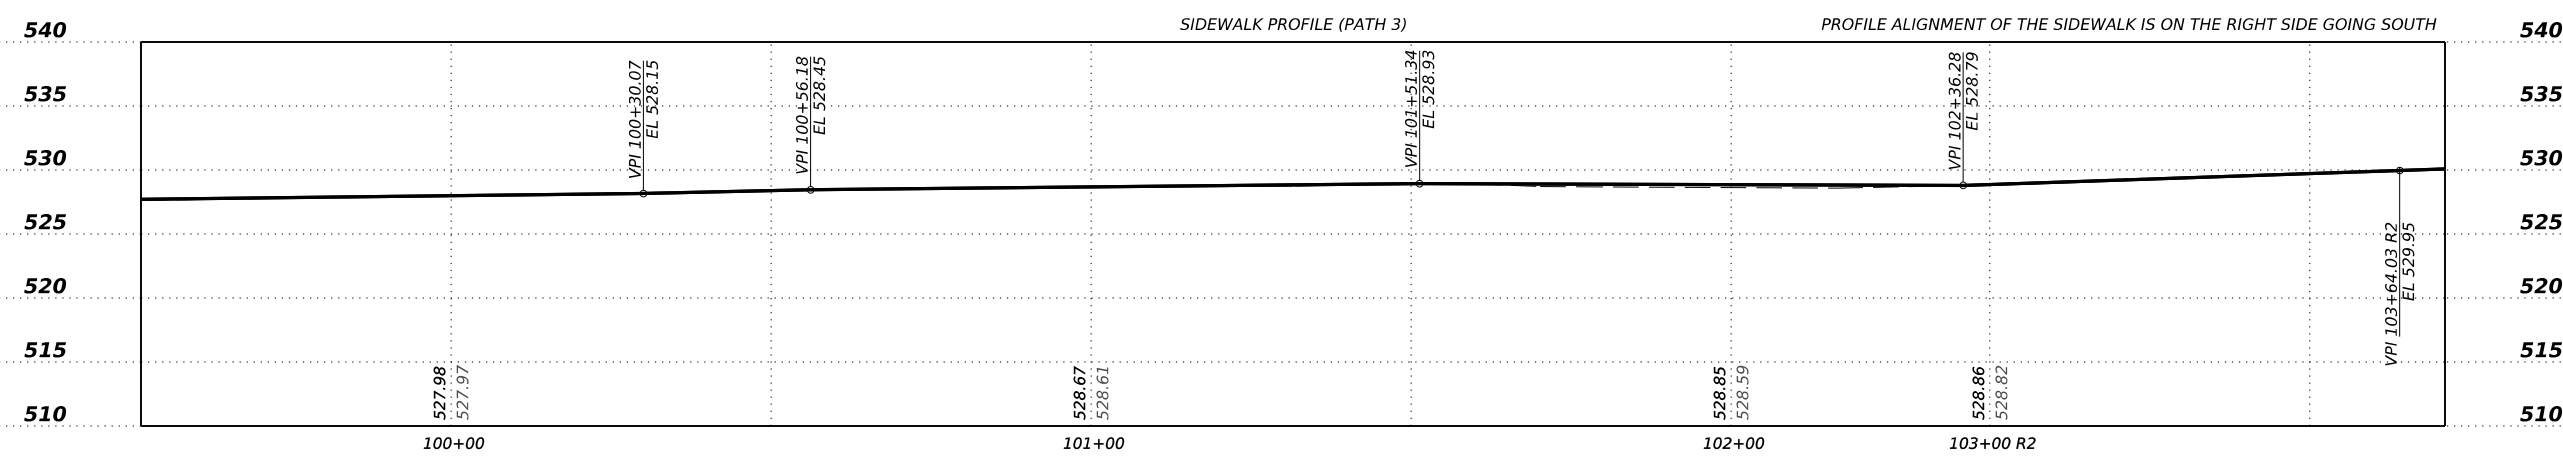 SIDEWALK PROFILE (PATH 3)
PROFILE ALIGNMENT OF THE SIDEWALK IS ON THE RIGHT SIDE GOING SOUTH
540
540
535
535
530
530
525
525
520
520
515
515
510
510
VPI 100+30.07
EL 528.15
VPI 100+56.18
EL 528.45
VPI 101+51.34
EL 528.93
VPI 102+36.28
EL 528.79
VPI 103+64.03 R2
EL 529.95
527.98
527.97
528.67
528.61
528.85
528.59
528.86
528.82
100+00
101+00
102+00
103+00 R2